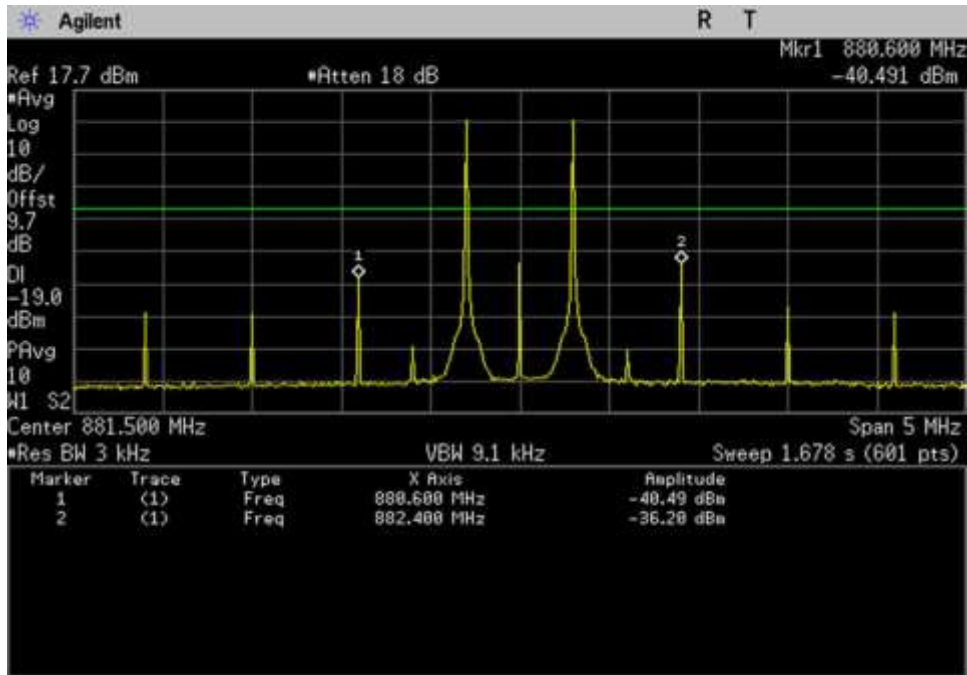 Agilent R T
Mkr1 880.600 MHz
Ref 17.7 dBm *Atten 18 dB -40.491 dBm
*Avg
Log
10
dB/
Offst
9.7
dB
DI
-19.0
dBm
PAvg
10
W1 S2
1
2
Center 881.500 MHz Span 5 MHz
*Res BW 3 kHz VBW 9.1 kHz Sweep 1.678 s (601 pts)
Marker Trace Type X Axis Amplitude
1 (1) Freq 880.600 MHz -40.49 dBm
2 (1) Freq 882.400 MHz -36.20 dBm